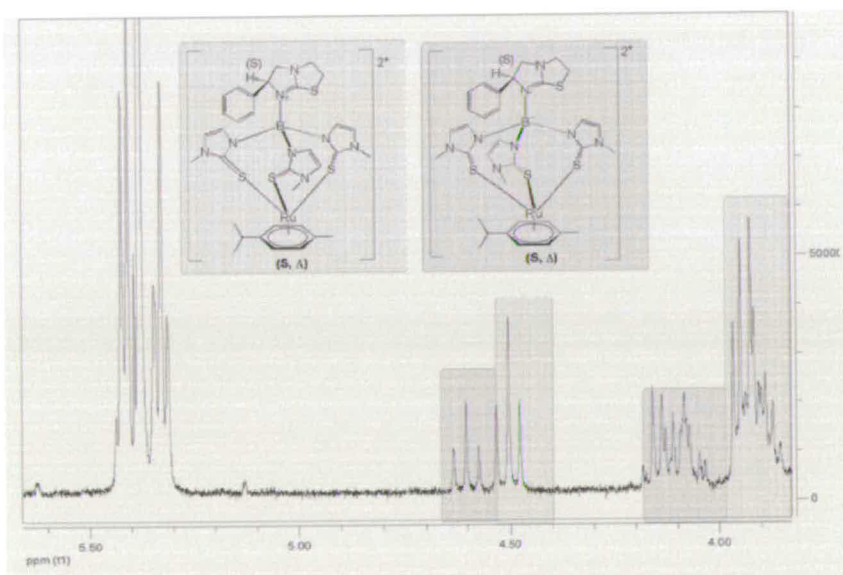 (S)
H
N
S
N
B
N
N
N
N
N
N
S
S
S
Ru
2+
(S, Λ)
(S)
H
N
S
N
B
N
N
N
N
N
N
S
S
S
Ru
2+
(S, Δ)
50000
0
5.50
5.00
4.50
4.00
ppm (t1)